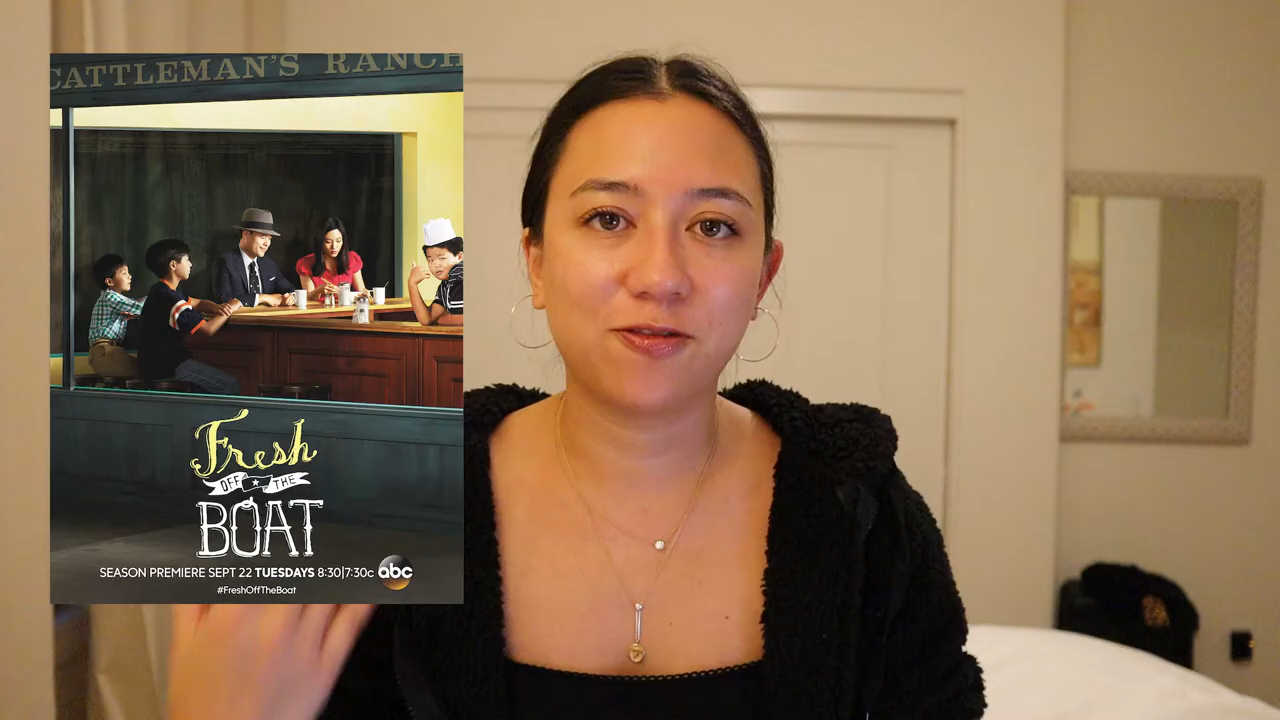 CATTLEMAN'S RANCH
Fresh
OFF ★ THE
BOAT
SEASON PREMIERE SEPT 22 TUESDAYS 8:30|7:30c abc
#FreshOffTheBoat